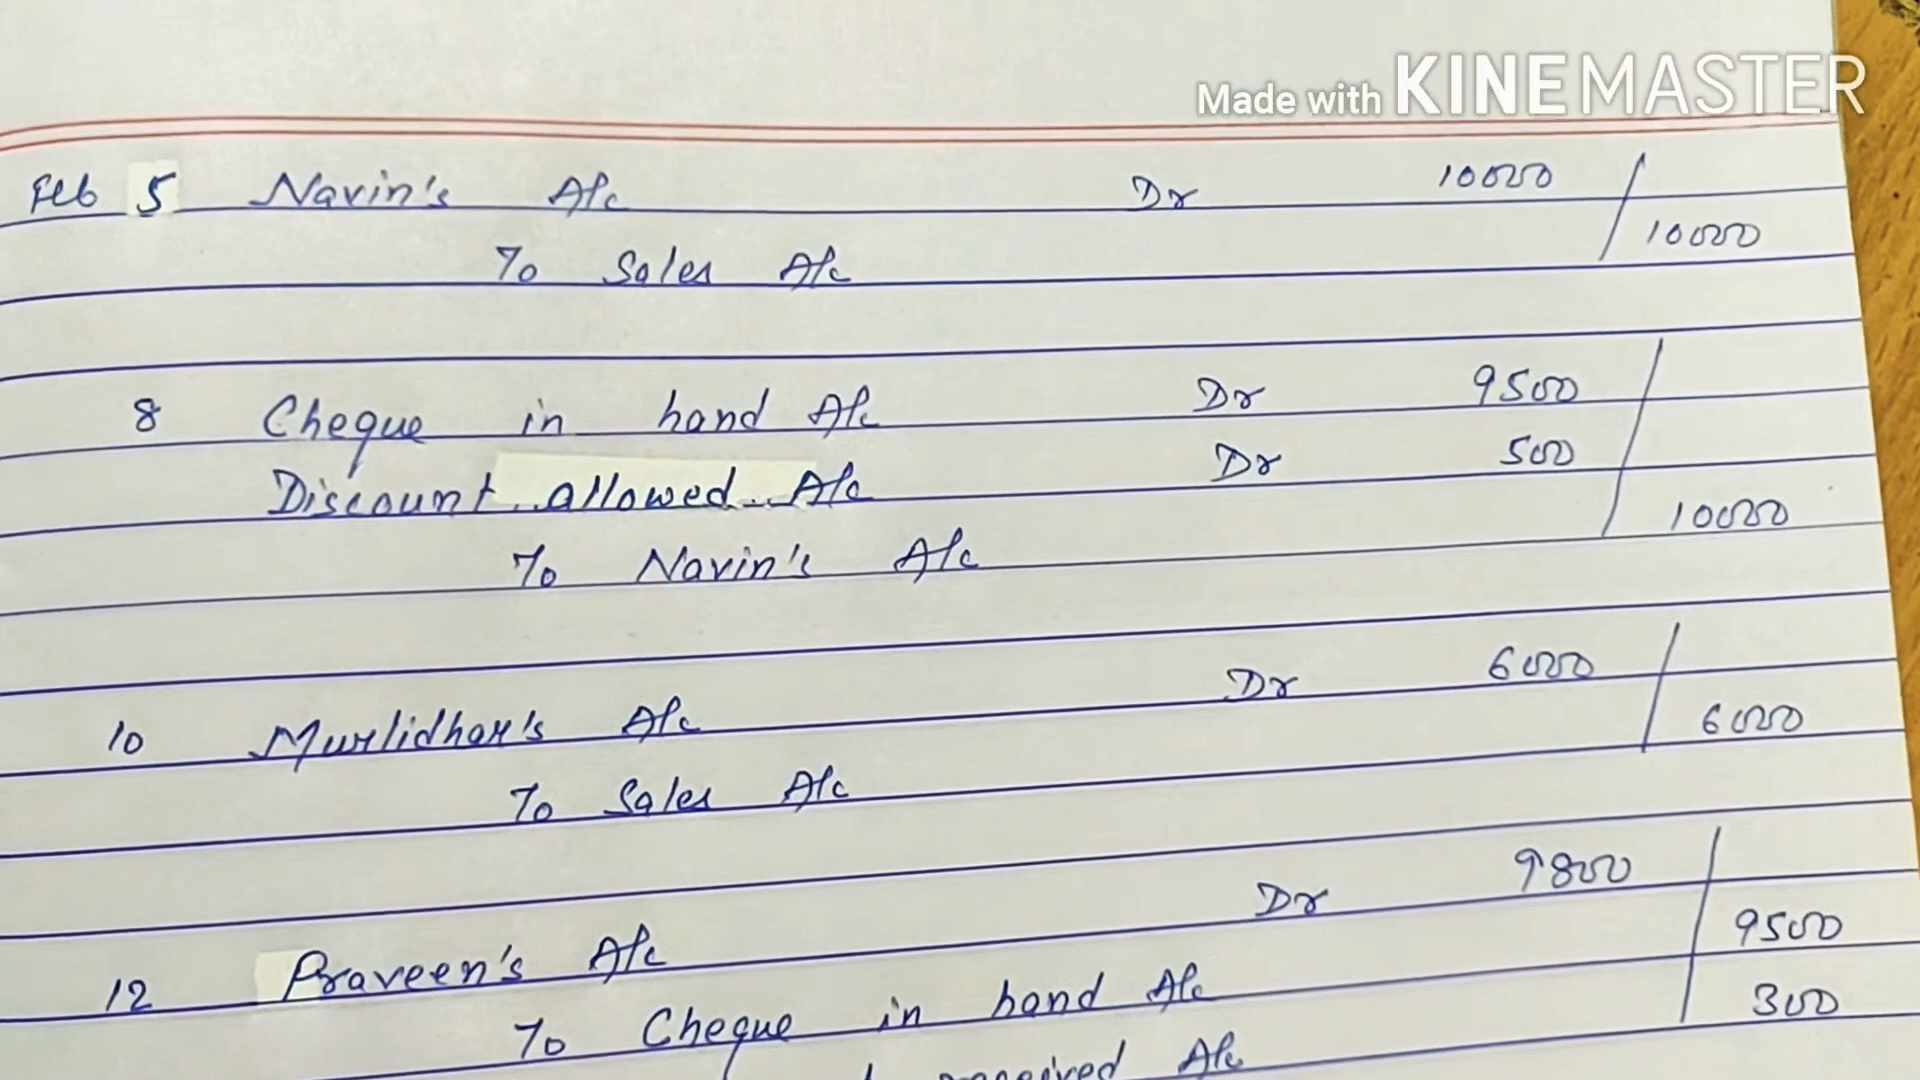 Made with KINEMASTER
Feb 5 Navin's A/c Dr 10000
To Sales A/c 10000
8 Cheque in hand A/c Dr 9500
Discount allowed A/c Dr 500
To Navin's A/c 10000
10 Murlidhar's A/c Dr 6000
To Sales A/c 6000
12 Praveen's A/c Dr 9800
To Cheque in hand A/c 9500
received A/c 300